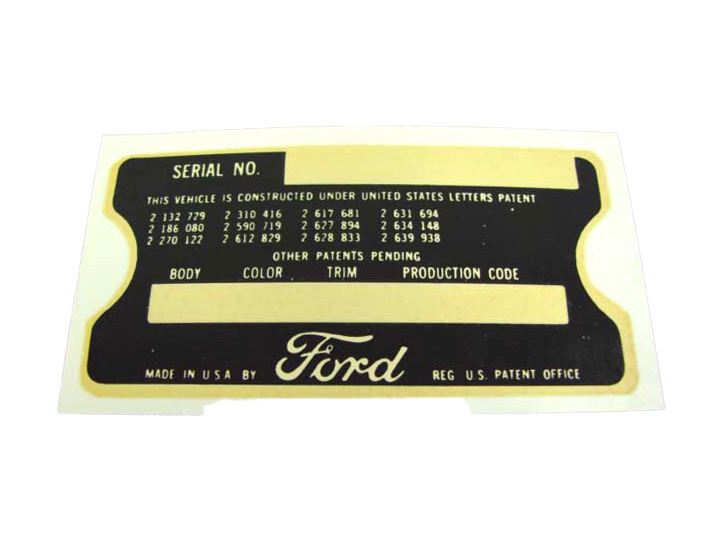 SERIAL NO.
THIS VEHICLE IS CONSTRUCTED UNDER UNITED STATES LETTERS PATENT
2 132 729 2 310 416 2 617 681 2 631 694
2 186 080 2 590 719 2 627 894 2 634 148
2 270 122 2 612 829 2 628 833 2 639 938
OTHER PATENTS PENDING
BODY COLOR TRIM PRODUCTION CODE
MADE IN U S A BY Ford REG U.S. PATENT OFFICE